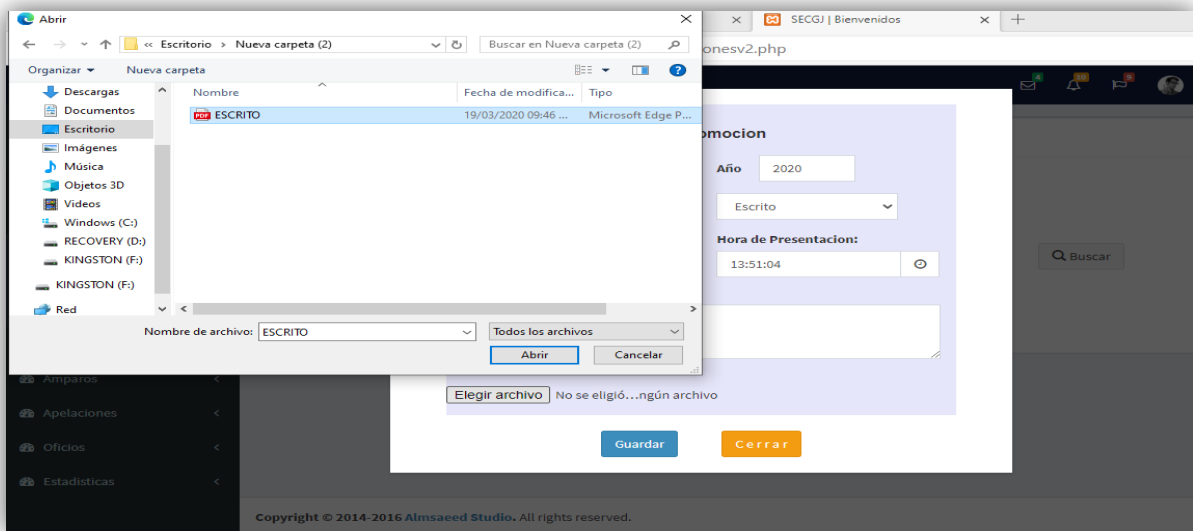 Abrir
SECGJ | Bienvenidos
« Escritorio > Nueva carpeta (2)
Buscar en Nueva carpeta (2)
onesv2.php
Organizar
Nueva carpeta
4
10
9
Descargas
Documentos
Escritorio
Imágenes
Música
Objetos 3D
Videos
Windows (C:)
RECOVERY (D:)
KINGSTON (F:)
KINGSTON (F:)
Red
Nombre
Fecha de modifica...
Tipo
PDF ESCRITO
19/03/2020 09:46 ...
Microsoft Edge P...
Nombre de archivo: ESCRITO
Todos los archivos
Abrir
Cancelar
omocion
Año 2020
Escrito
Hora de Presentacion:
13:51:04
Buscar
Elegir archivo No se eligió...ngún archivo
Guardar
Cerrar
Amparos
Apelaciones
Oficios
Estadisticas
Copyright © 2014-2016 Almsaeed Studio. All rights reserved.